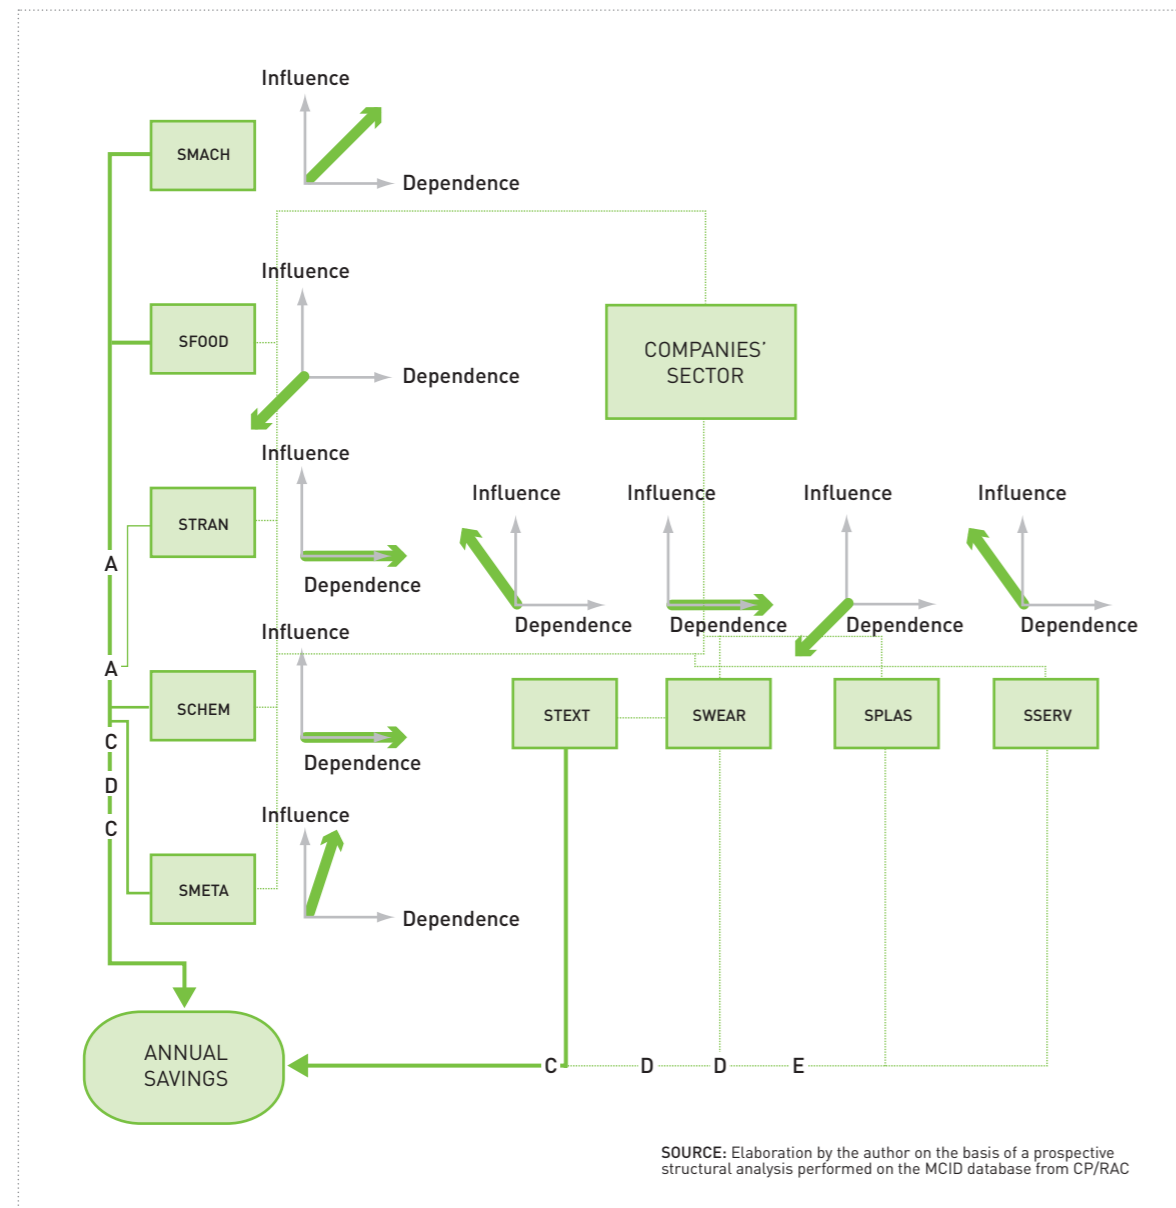 Influence
SMACH
Dependence
Influence
SFOOD
Dependence
COMPANIES’
SECTOR
Influence
STRAN
Dependence
Influence
Dependence
Influence
Dependence
Influence
Dependence
Influence
Dependence
A
A
Influence
SCHEM
Dependence
STEXT
SWEAR
SPLAS
SSERV
C
D
C
Influence
SMETA
Dependence
ANNUAL
SAVINGS
C
D
D
E
SOURCE: Elaboration by the author on the basis of a prospective
structural analysis performed on the MCID database from CP/RAC